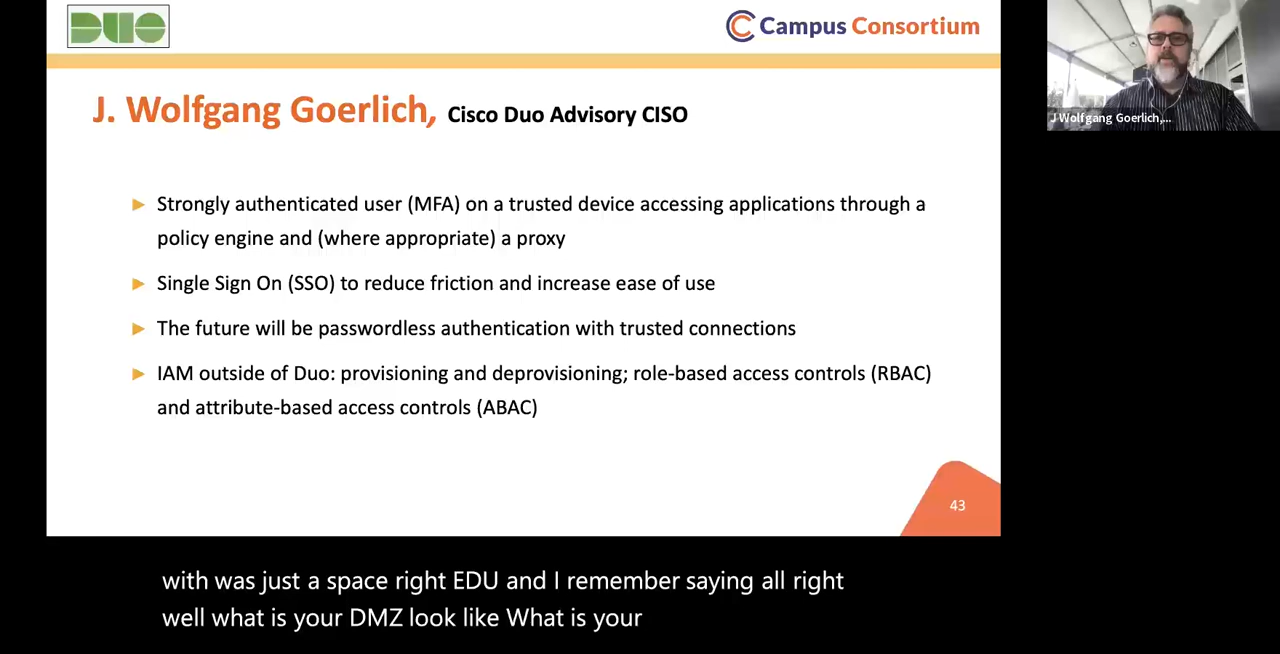 DUO
Campus Consortium
J. Wolfgang Goerlich, Cisco Duo Advisory CISO
J Wolfgang Goerlich,...
Strongly authenticated user (MFA) on a trusted device accessing applications through a
policy engine and (where appropriate) a proxy
Single Sign On (SSO) to reduce friction and increase ease of use
The future will be passwordless authentication with trusted connections
IAM outside of Duo: provisioning and deprovisioning; role-based access controls (RBAC)
and attribute-based access controls (ABAC)
43
with was just a space right EDU and I remember saying all right
well what is your DMZ look like What is your